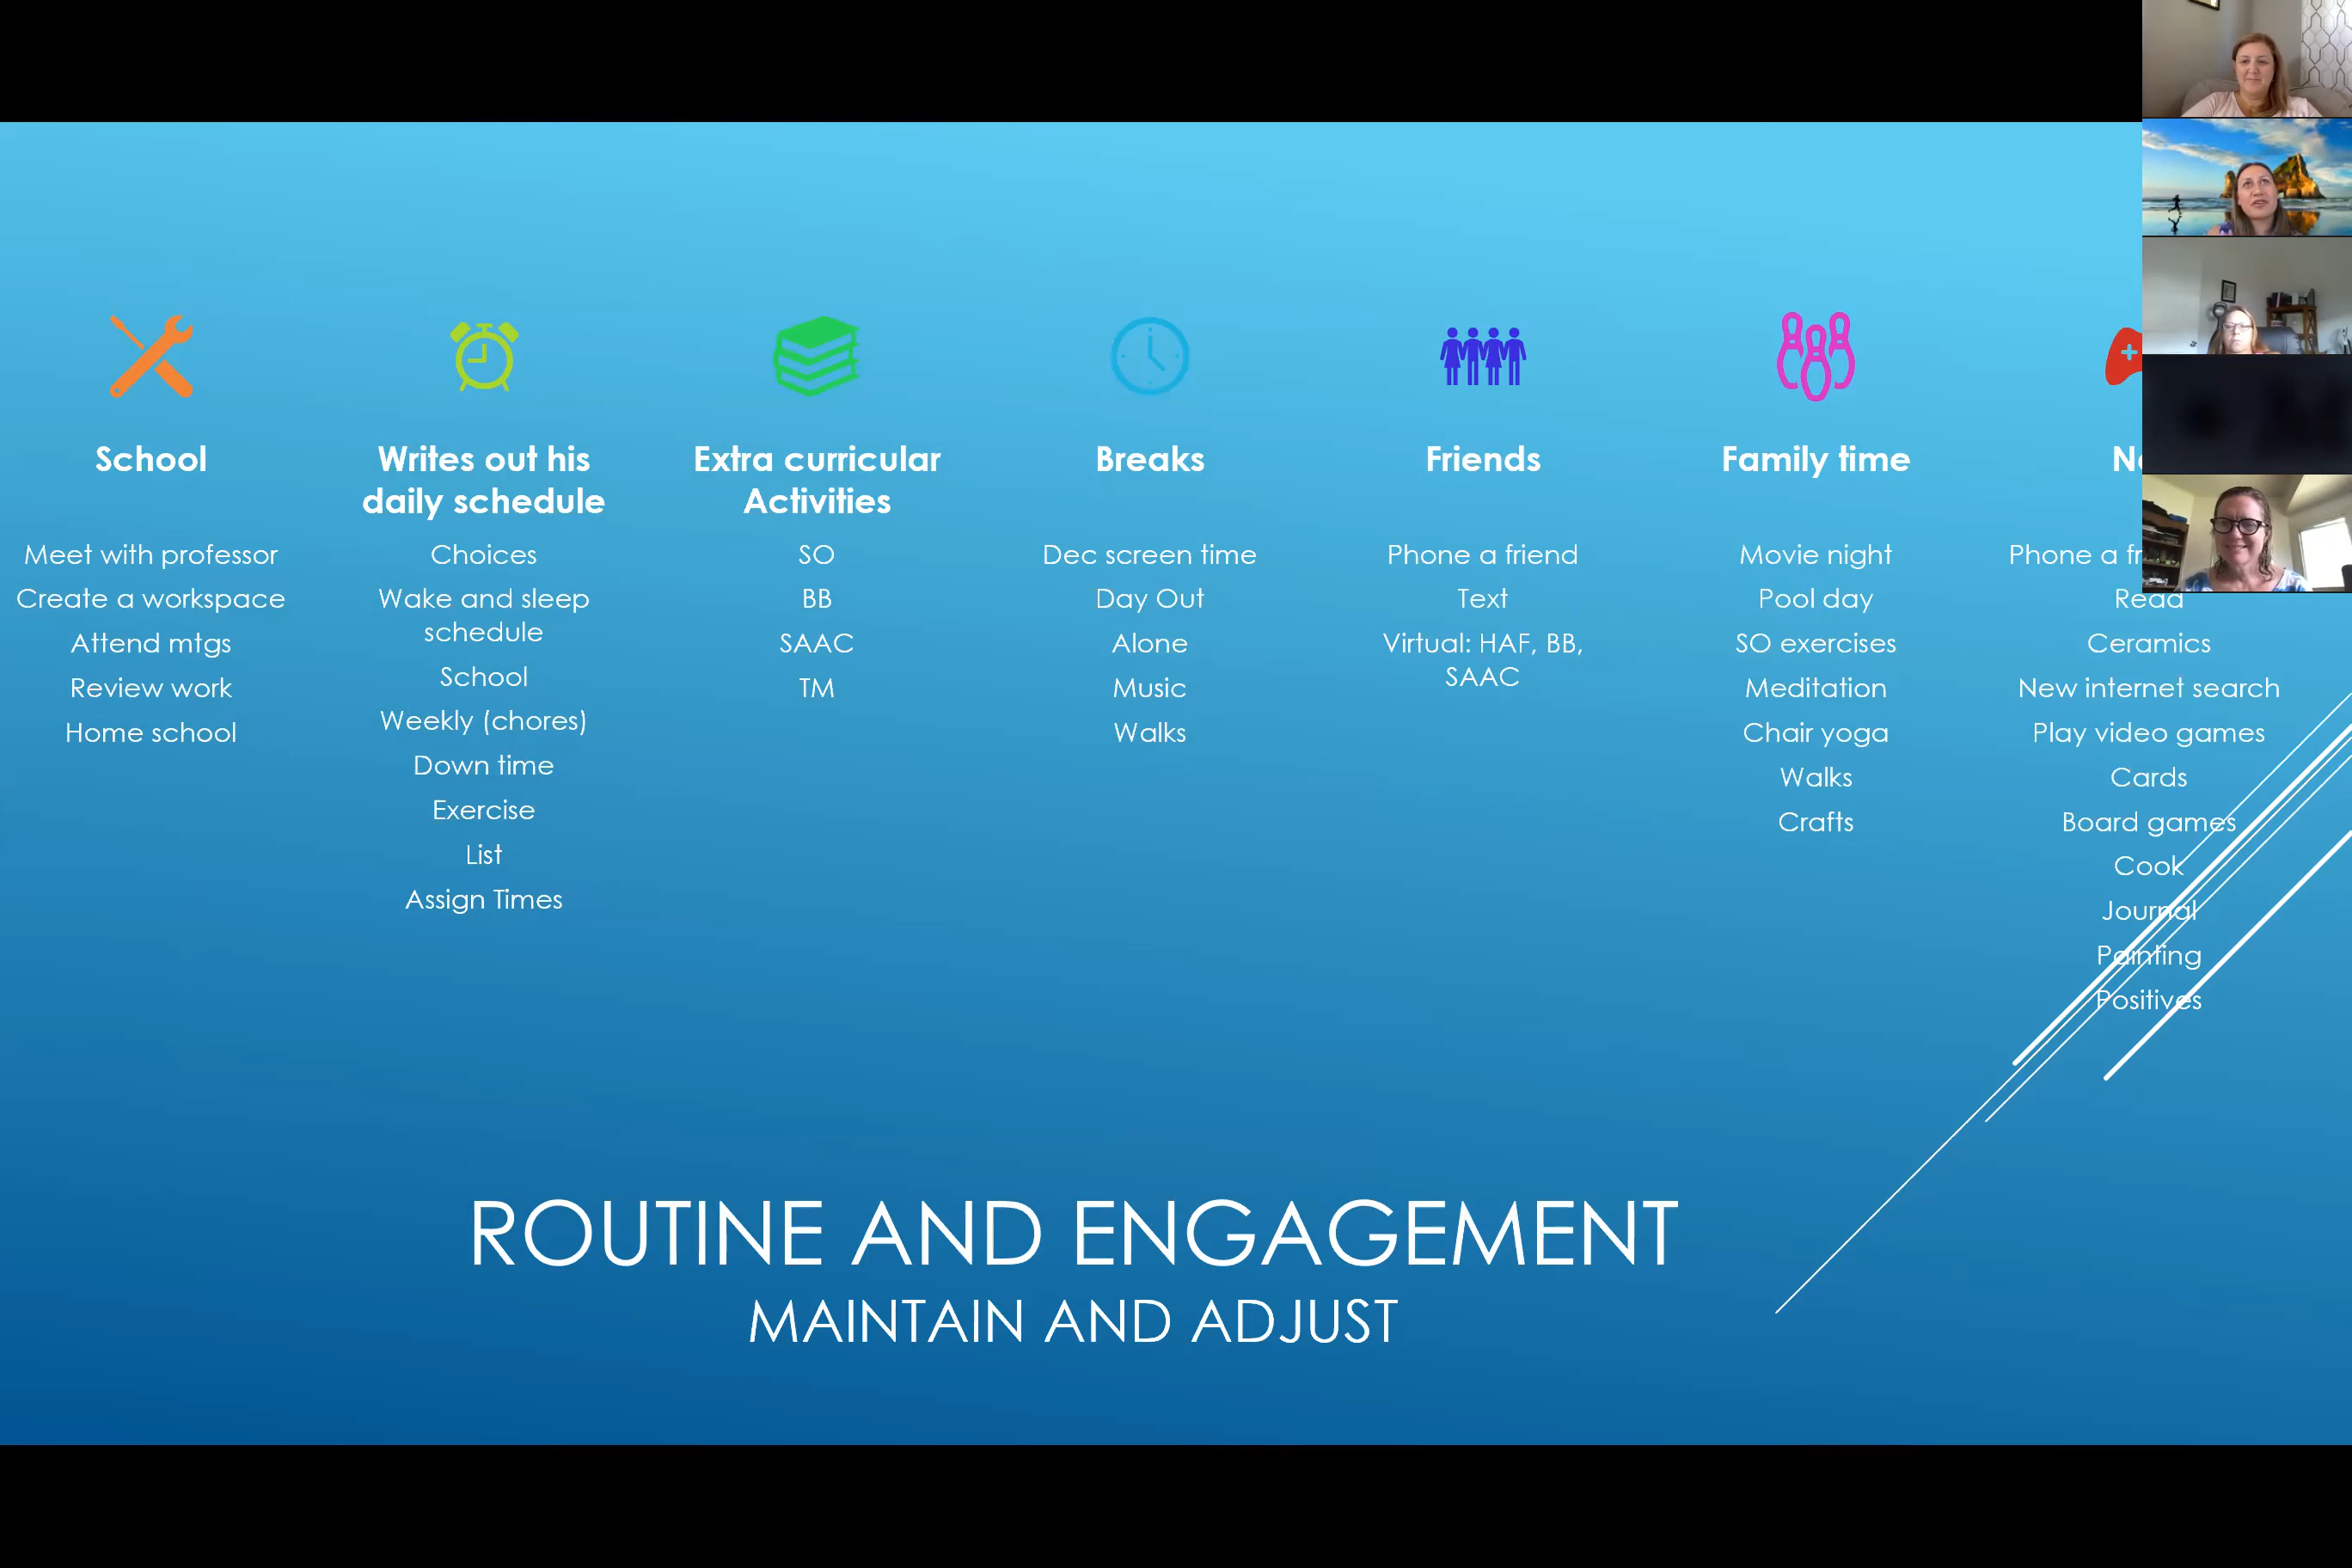 School
Meet with professor
Create a workspace
Attend mtgs
Review work
Home school
Writes out his
daily schedule
Choices
Wake and sleep
schedule
School
Weekly (chores)
Down time
Exercise
List
Assign Times
Extra curricular
Activities
SO
BB
SAAC
TM
Breaks
Dec screen time
Day Out
Alone
Music
Walks
Friends
Phone a friend
Text
Virtual: HAF, BB,
SAAC
Family time
Movie night
Pool day
SO exercises
Meditation
Chair yoga
Walks
Crafts
Phone a
Read
Ceramics
New internet search
Play video games
Cards
Board games
Cook
Journal
Painting
Positives
ROUTINE AND ENGAGEMENT
MAINTAIN AND ADJUST